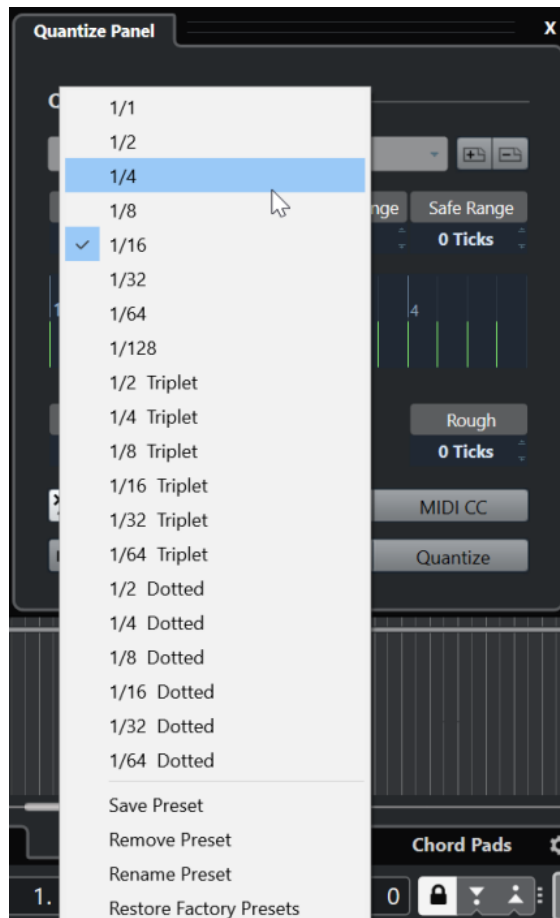 Quantize Panel X
1/1
1/2
1/4
1/8
nge Safe Range
1/16
0 Ticks
1/32
1/64
4
1/128
1/2 Triplet
1/4 Triplet
Rough
1/8 Triplet
0 Ticks
1/16 Triplet
MIDI CC
1/32 Triplet
1/64 Triplet
Quantize
1/2 Dotted
1/4 Dotted
1/8 Dotted
1/16 Dotted
1/32 Dotted
1/64 Dotted
Save Preset
Remove Preset
Chord Pads
Rename Preset
1.
0
Restore Factory Presets